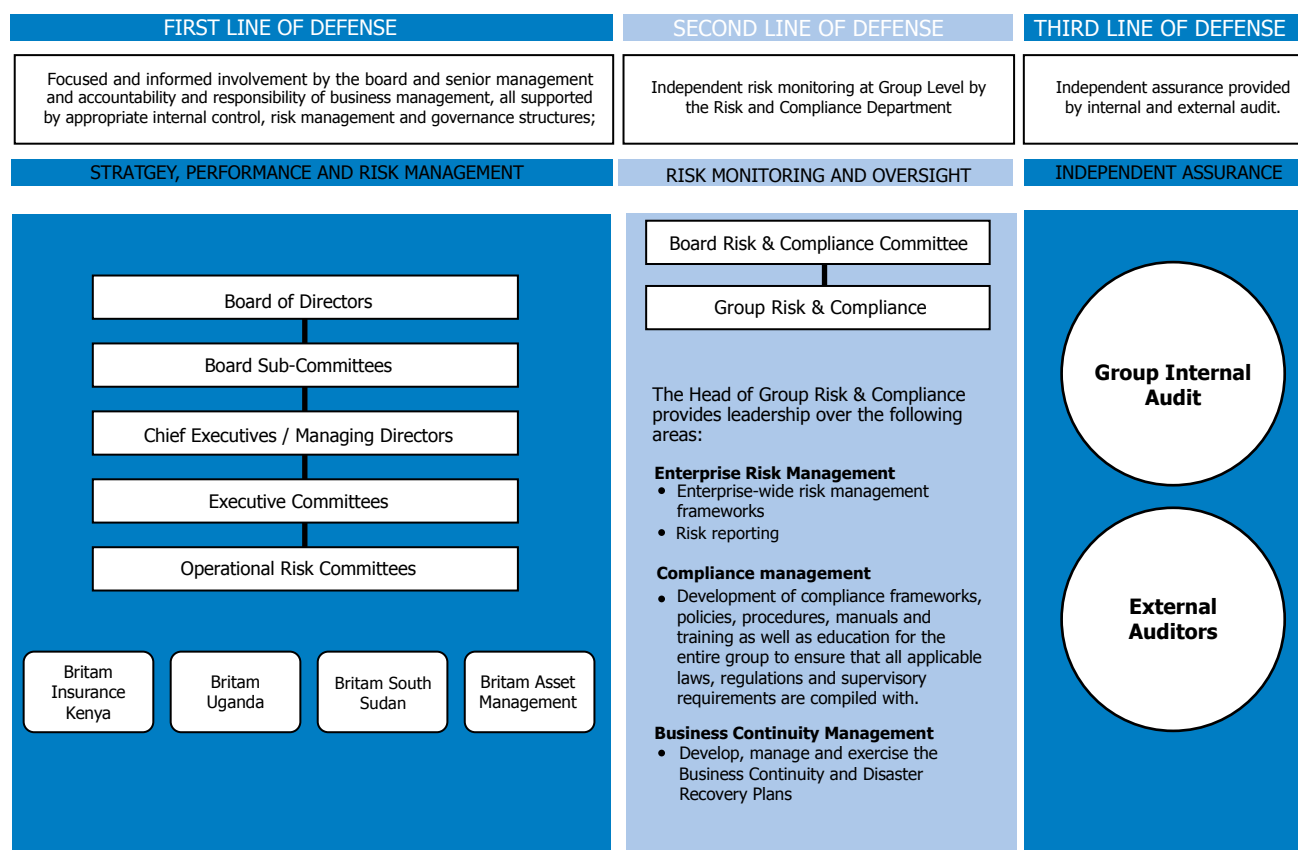 FIRST LINE OF DEFENSE
Focused and informed involvement by the board and senior management
and accountability and responsibility of business management, all supported
by appropriate internal control, risk management and governance structures;
STRATGEY, PERFORMANCE AND RISK MANAGEMENT
Board of Directors
Board Sub-Committees
Chief Executives / Managing Directors
Executive Committees
Operational Risk Committees
Britam
Insurance
Kenya
Britam
Uganda
Britam South
Sudan
Britam Asset
Management
SECOND LINE OF DEFENSE
Independent risk monitoring at Group Level by
the Risk and Compliance Department
RISK MONITORING AND OVERSIGHT
Board Risk & Compliance Committee
Group Risk & Compliance
The Head of Group Risk & Compliance
provides leadership over the following
areas:
Enterprise Risk Management
• Enterprise-wide risk management
frameworks
• Risk reporting
Compliance management
• Development of compliance frameworks,
policies, procedures, manuals and
training as well as education for the
entire group to ensure that all applicable
laws, regulations and supervisory
requirements are compiled with.
Business Continuity Management
• Develop, manage and exercise the
Business Continuity and Disaster
Recovery Plans
THIRD LINE OF DEFENSE
Independent assurance provided
by internal and external audit.
INDEPENDENT ASSURANCE
Group Internal
Audit
External
Auditors